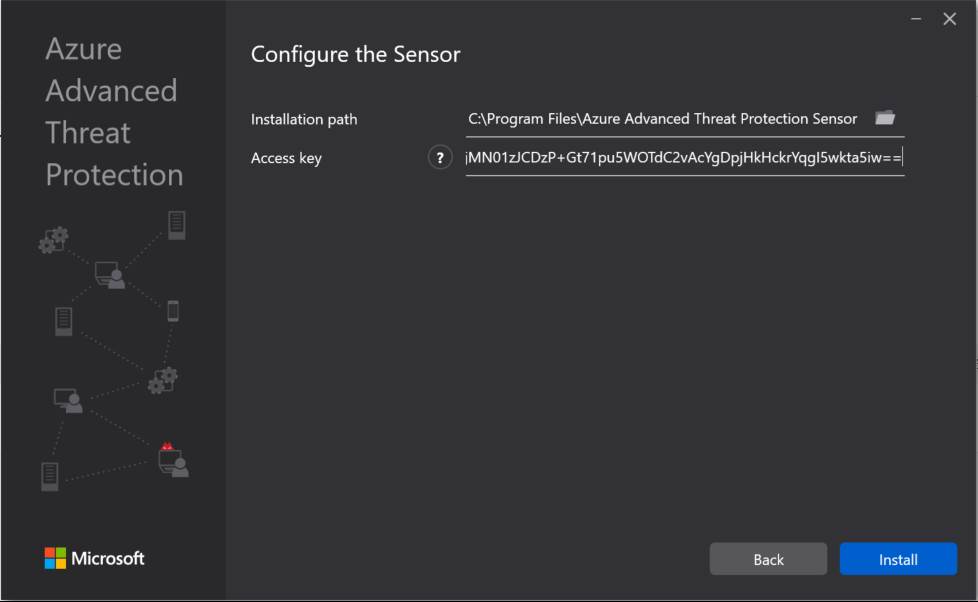 Azure
Advanced
Threat
Protection
Configure the Sensor
Installation path C:\Program Files\Azure Advanced Threat Protection Sensor
Access key ? jMN01zJCDzP+Gt71pu5WOTdC2vAcYgDpjHkHckrYqgI5wkta5iw==
Microsoft
Back Install